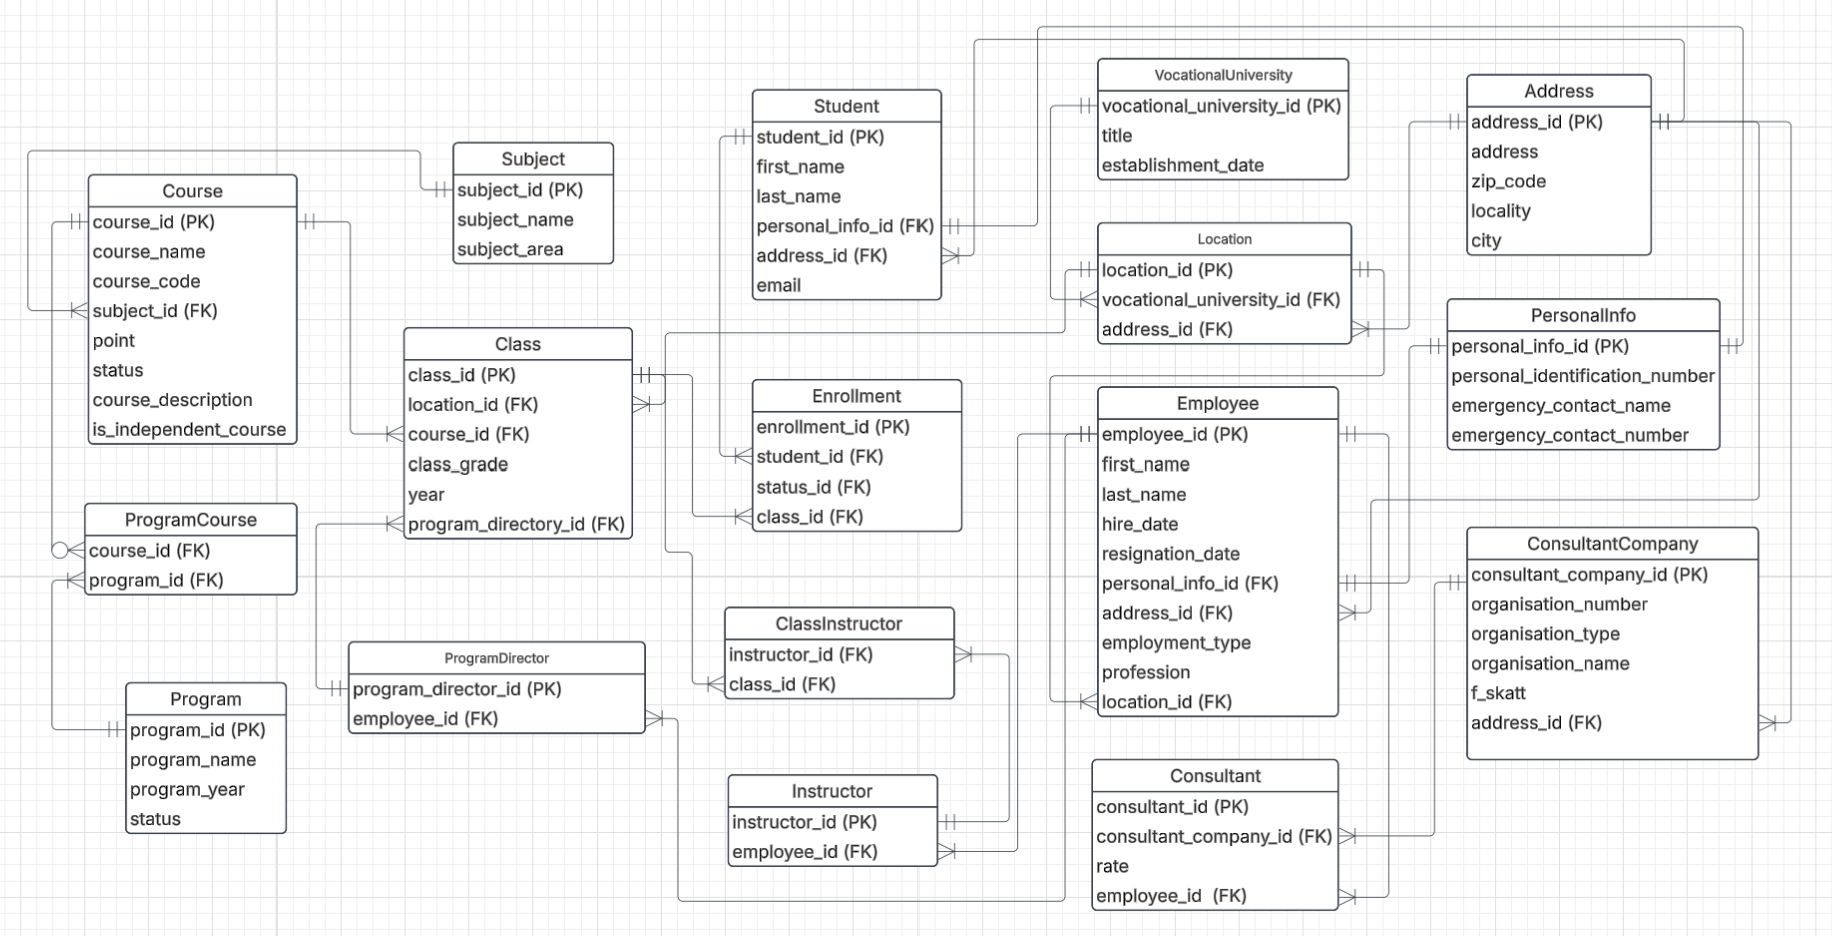 Course
course_id (PK)
course_name
course_code
subject_id (FK)
point
status
course_description
is_independent_course
Subject
subject_id (PK)
subject_name
subject_area
Student
student_id (PK)
first_name
last_name
personal_info_id (FK)
address_id (FK)
email
VocationalUniversity
vocational_university_id (PK)
title
establishment_date
Address
address_id (PK)
address
zip_code
locality
city
Location
location_id (PK)
vocational_university_id (FK)
address_id (FK)
PersonalInfo
personal_info_id (PK)
personal_identification_number
emergency_contact_name
emergency_contact_number
Class
class_id (PK)
location_id (FK)
course_id (FK)
class_grade
year
program_directory_id (FK)
Enrollment
enrollment_id (PK)
student_id (FK)
status_id (FK)
class_id (FK)
Employee
employee_id (PK)
first_name
last_name
hire_date
resignation_date
personal_info_id (FK)
address_id (FK)
employment_type
profession
location_id (FK)
ProgramCourse
course_id (FK)
program_id (FK)
ConsultantCompany
consultant_company_id (PK)
organisation_number
organisation_type
organisation_name
f_skatt
address_id (FK)
ClassInstructor
instructor_id (FK)
class_id (FK)
ProgramDirector
program_director_id (PK)
employee_id (FK)
Program
program_id (PK)
program_name
program_year
status
Instructor
instructor_id (PK)
employee_id (FK)
Consultant
consultant_id (PK)
consultant_company_id (FK)
rate
employee_id (FK)